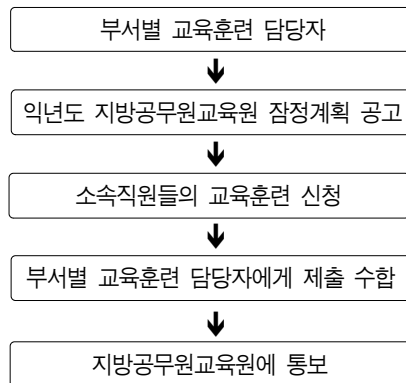 부서별 교육훈련 담당자
익년도 지방공무원교육원 잠정계획 공고
소속직원들의 교육훈련 신청
부서별 교육훈련 담당자에게 제출 수합
지방공무원교육원에 통보